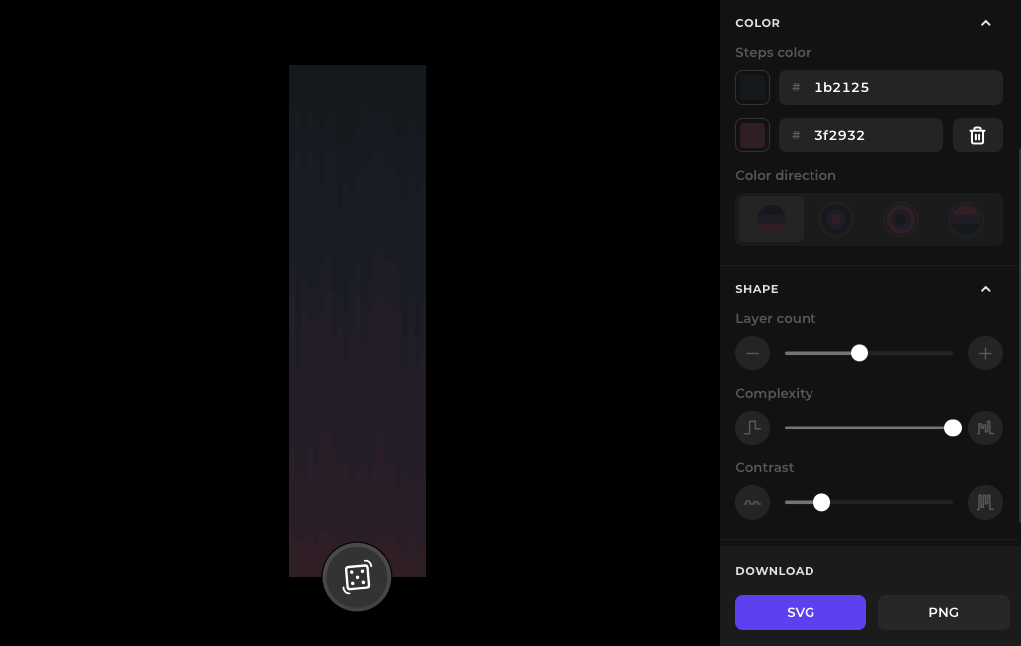 COLOR
Steps color
# 1b2125
# 3f2932
Color direction
SHAPE
Layer count
Complexity
Contrast
DOWNLOAD
SVG PNG